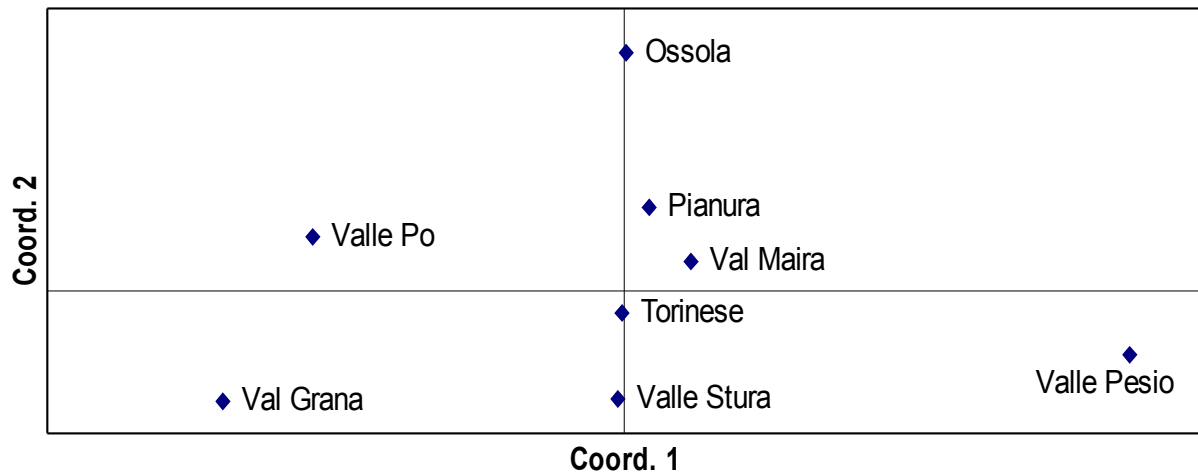 Ossola
Coord. 2
Pianura
Valle Po
Val Maira
Torinese
Valle Pesio
Val Grana
Valle Stura
Coord. 1